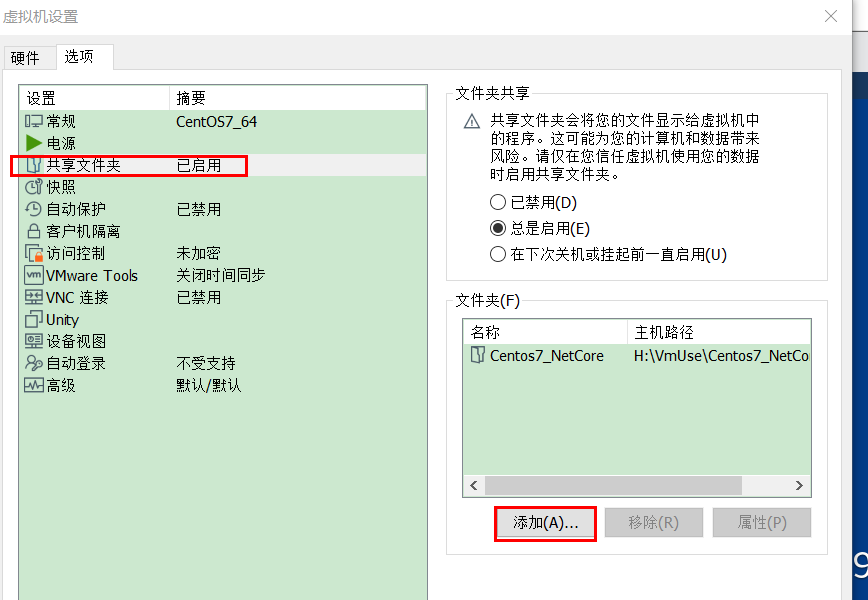 虚拟机设置
硬件 选项
设置 摘要
常规 CentOS7_64
电源
共享文件夹 已启用
快照
自动保护 已禁用
客户机隔离
访问控制 未加密
vm VMware Tools 关闭时间同步
VNC 连接 已禁用
Unity
设备视图
自动登录 不受支持
高级 默认/默认
文件夹共享
共享文件夹会将您的文件显示给虚拟机中
的程序。这可能为您的计算机和数据带来
风险。请仅在您信任虚拟机使用您的数据
时启用共享文件夹。
已禁用(D)
总是启用(E)
在下次关机或挂起前一直启用(U)
文件夹(F)
名称 主机路径
Centos7_NetCore H:\VmUse\Centos7_NetCo
添加(A)... 移除(R) 属性(P)
9